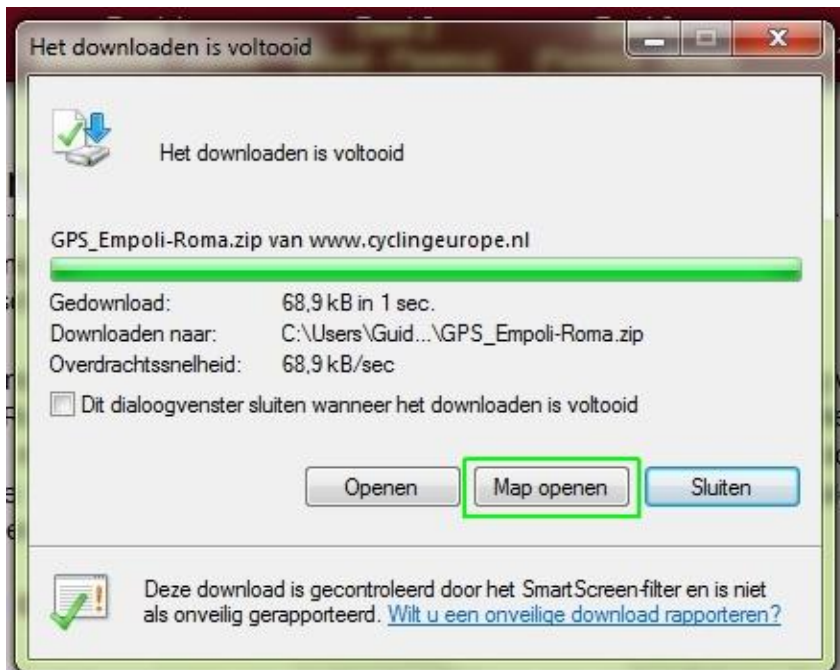 Het downloaden is voltooid
Het downloaden is voltooid
GPS_Empoli-Roma.zip van www.cyclingeurope.nl
Gedownload: 68,9 kB in 1 sec.
Downloaden naar: C:\Users\Guid...\GPS_Empoli-Roma.zip
Overdrachtssnelheid: 68,9 kB/sec
Dit dialoogvenster sluiten wanneer het downloaden is voltooid
Openen Map openen Sluiten
Deze download is gecontroleerd door het SmartScreen-filter en is niet
als onveilig gerapporteerd. Wilt u een onveilige download rapporteren?